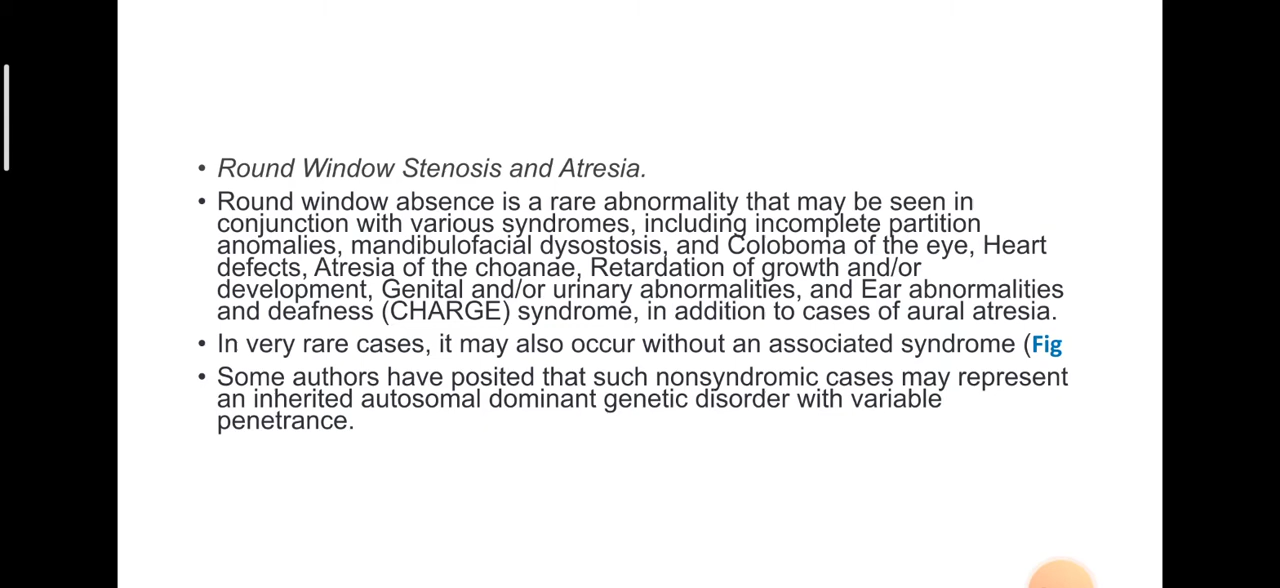 • Round Window Stenosis and Atresia.
• Round window absence is a rare abnormality that may be seen in
conjunction with various syndromes, including incomplete partition
anomalies, mandibulofacial dysostosis, and Coloboma of the eye, Heart
defects, Atresia of the choanae, Retardation of growth and/or
development, Genital and/or urinary abnormalities, and Ear abnormalities
and deafness (CHARGE) syndrome, in addition to cases of aural atresia.
• In very rare cases, it may also occur without an associated syndrome (Fig
• Some authors have posited that such nonsyndromic cases may represent
an inherited autosomal dominant genetic disorder with variable
penetrance.